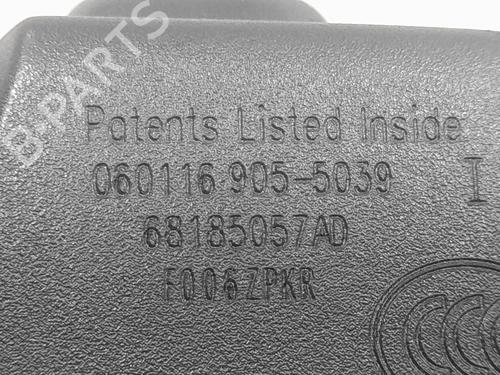 B-PARTS
Patents Listed Inside
060116 905-5039
I
68185057AD
F006ZPKR